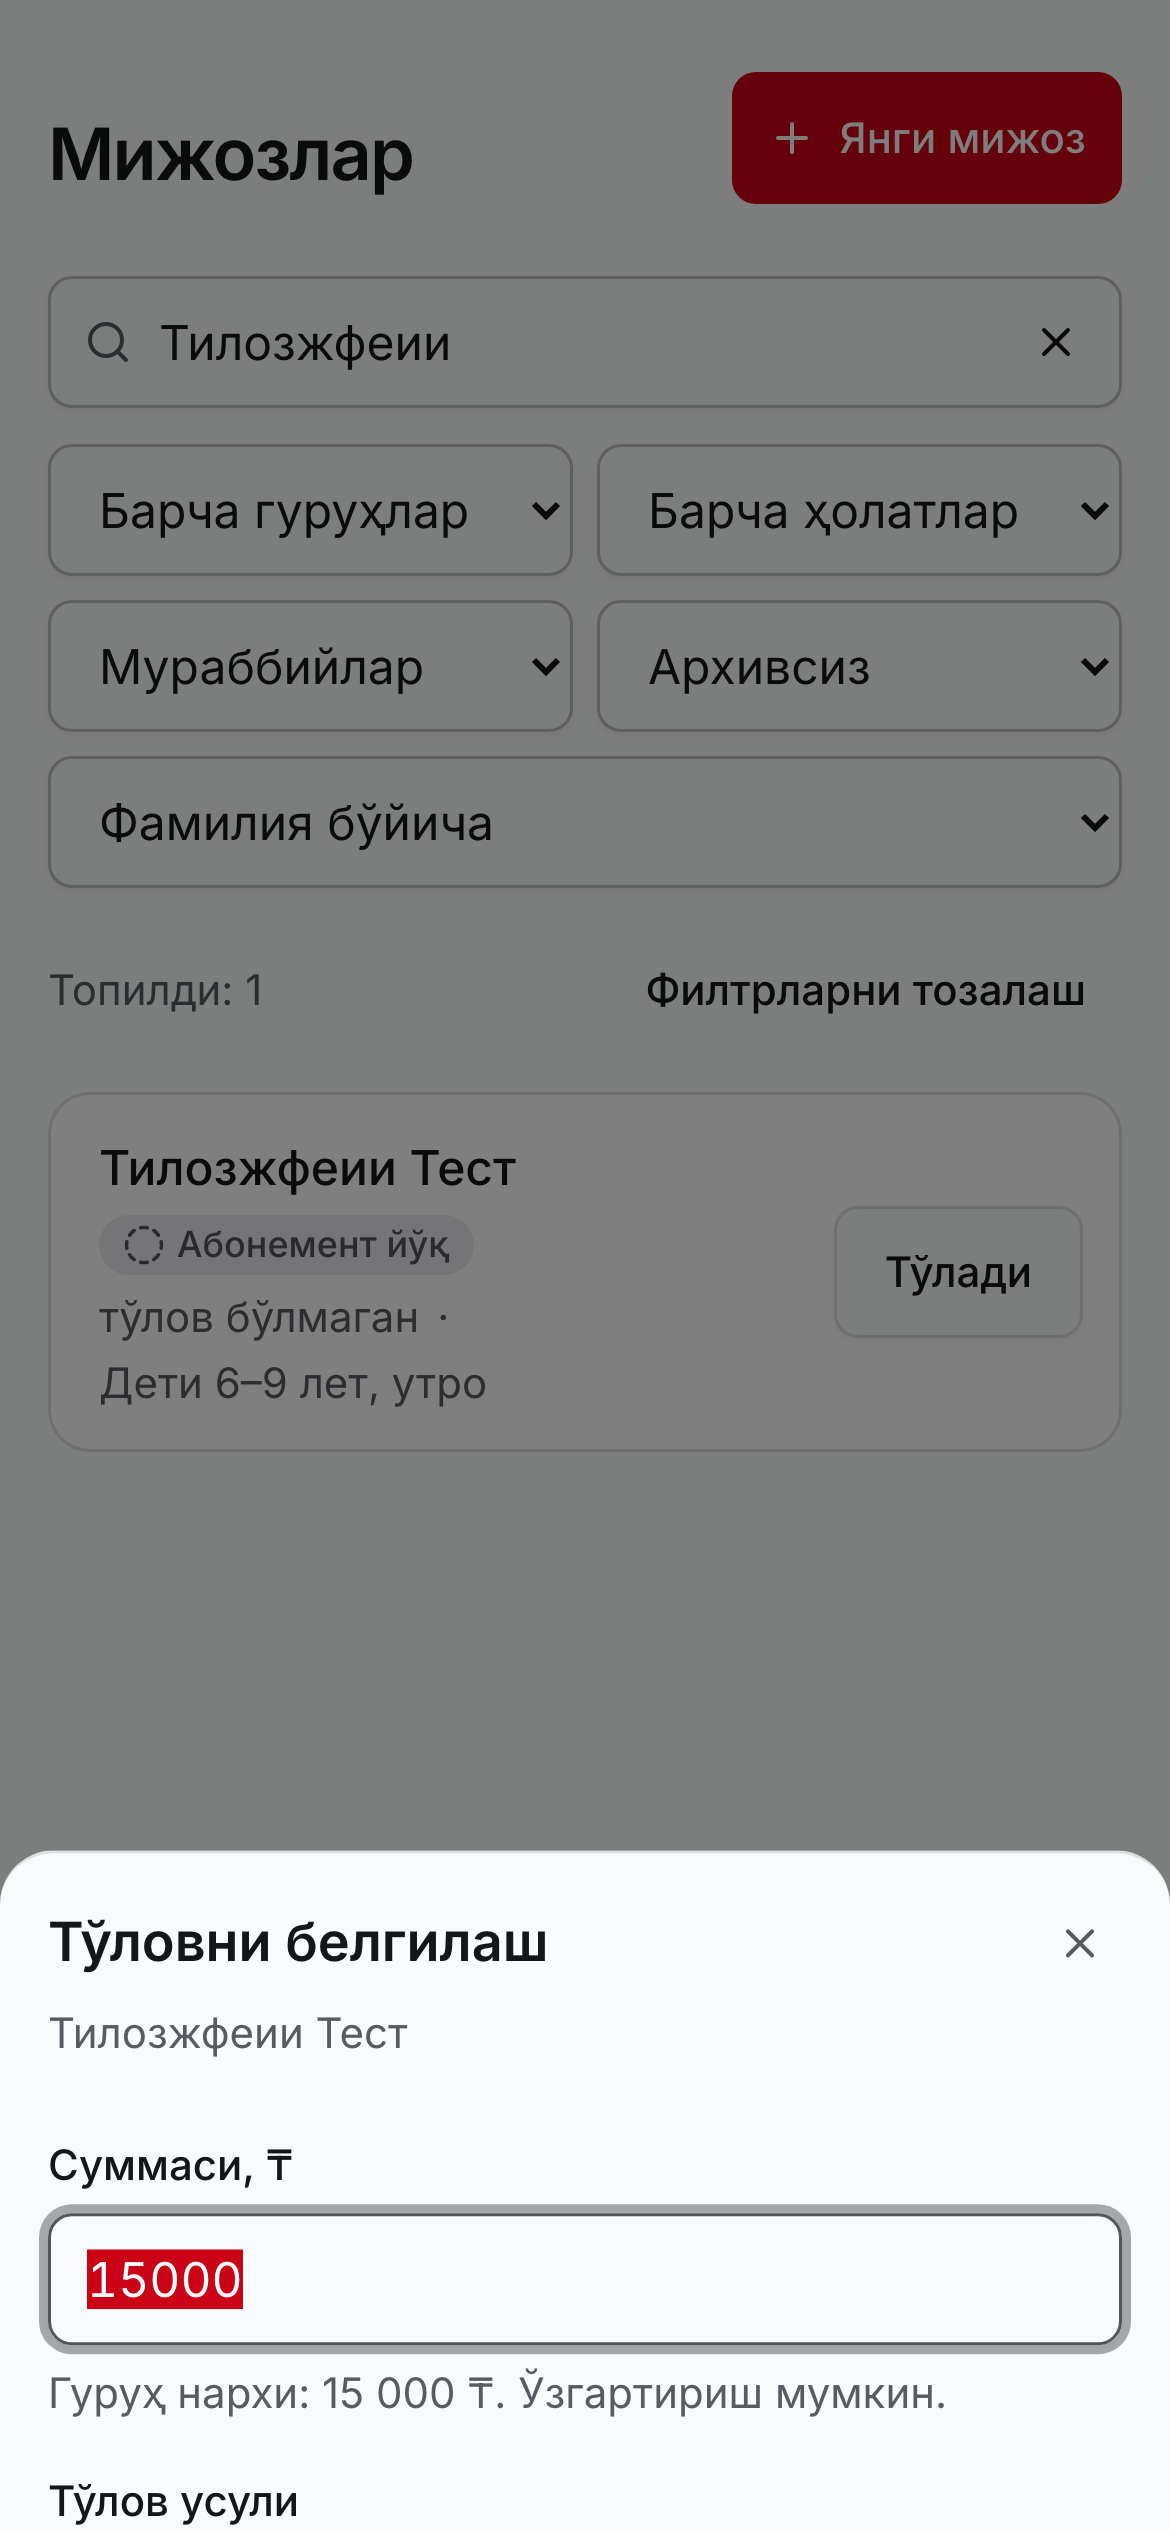 Мижозлар
Янги мижоз
Тилозжфеии
Барча гуруҳлар
Барча ҳолатлар
Мураббийлар
Архивсиз
Фамилия бўйича
Топилди: 1
Филтрларни тозалаш
Тилозжфеии Тест
Абонемент йўқ
тўлов бўлмаган ·
Дети 6–9 лет, утро
Тўлади
Тўловни белгилаш
Тилозжфеии Тест
Суммаси, ₸
15000
Гуруҳ нархи: 15 000 ₸. Ўзгартириш мумкин.
Тўлов усули